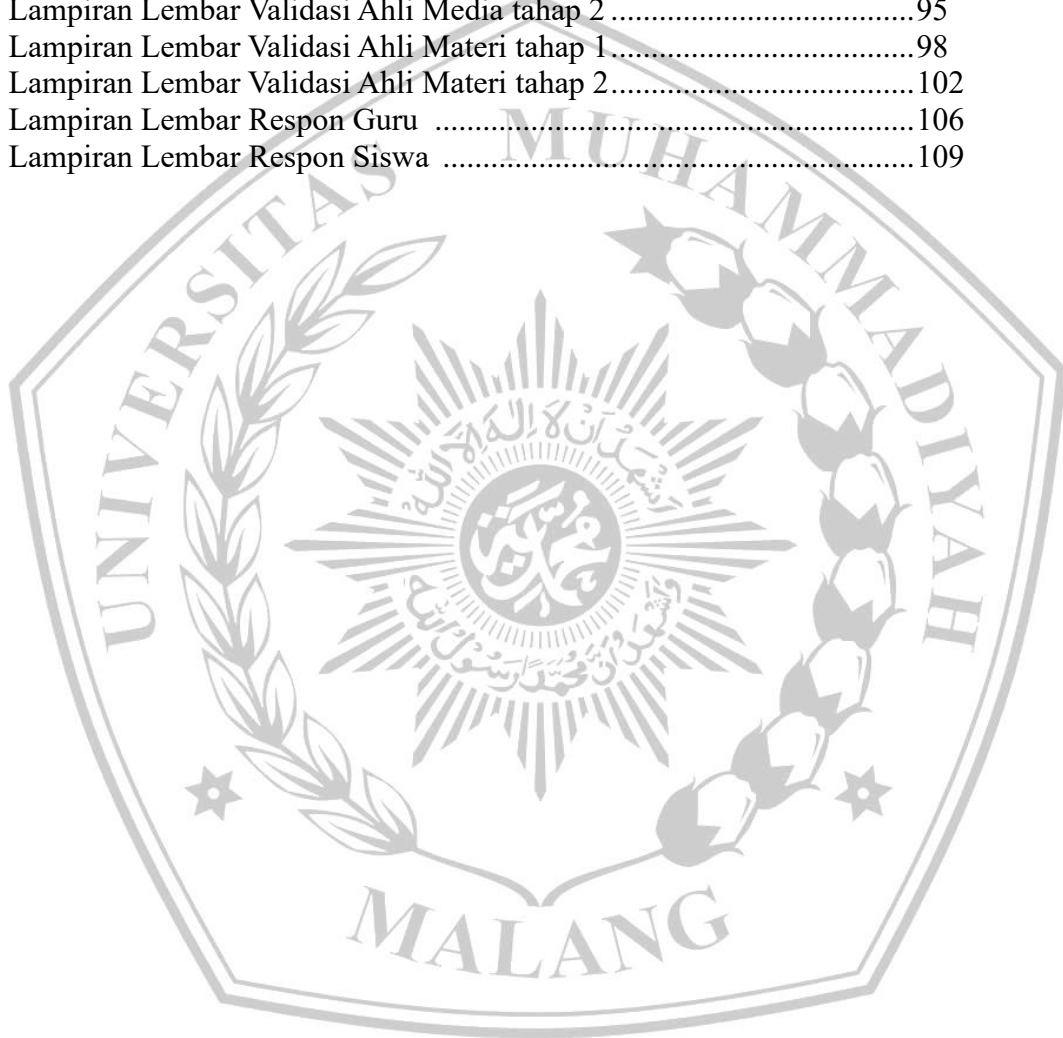 Lampiran Lembar Validasi Ahli Media tahap 2 ................................95
Lampiran Lembar Validasi Ahli Materi tahap 1................................98
Lampiran Lembar Validasi Ahli Materi tahap 2................................102
Lampiran Lembar Respon Guru ...................................................106
Lampiran Lembar Respon Siswa ..................................................109
UNIVERSITAS MUHAMMADIYAH
MALANG